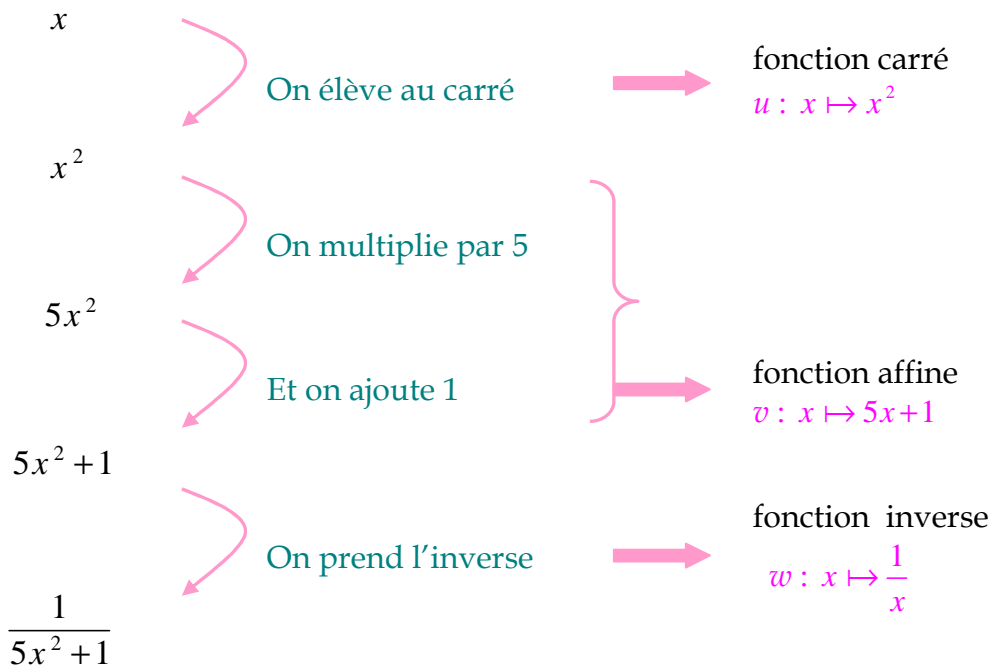 x
On élève au carré
fonction carré
u : x ↦ x²
x²
On multiplie par 5
5x²
Et on ajoute 1
fonction affine
v : x ↦ 5x+1
5x² +1
On prend l’inverse
fonction inverse
w : x ↦ 1/x
1/(5x² +1)